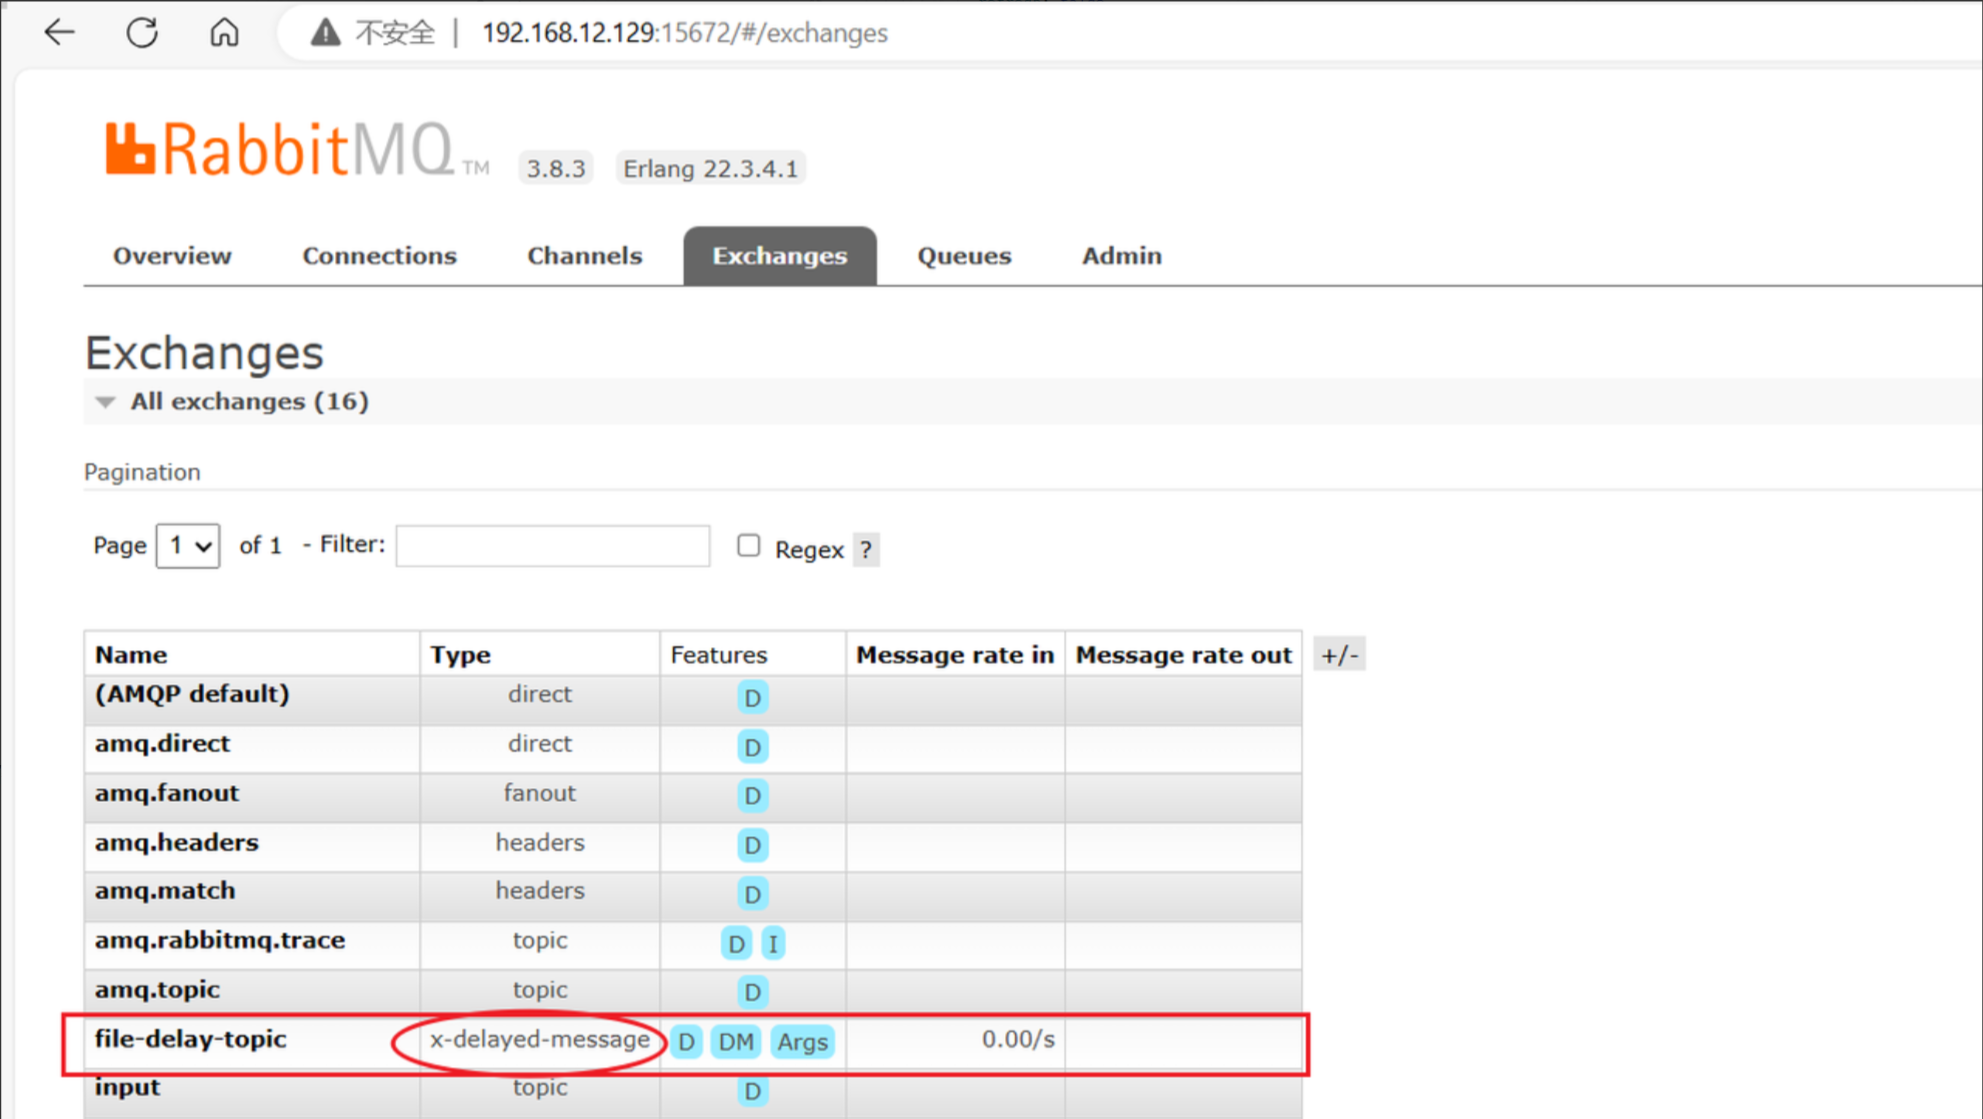 不安全 | 192.168.12.129:15672/#/exchanges
RabbitMQ TM 3.8.3 Erlang 22.3.4.1
Overview Connections Channels Exchanges Queues Admin
Exchanges
All exchanges (16)
Pagination
Page 1 of 1 - Filter: Regex ?
Name Type Features Message rate in Message rate out +/-
(AMQP default) direct D
amq.direct direct D
amq.fanout fanout D
amq.headers headers D
amq.match headers D
amq.rabbitmq.trace topic D I
amq.topic topic D
file-delay-topic x-delayed-message D DM Args 0.00/s
input topic D